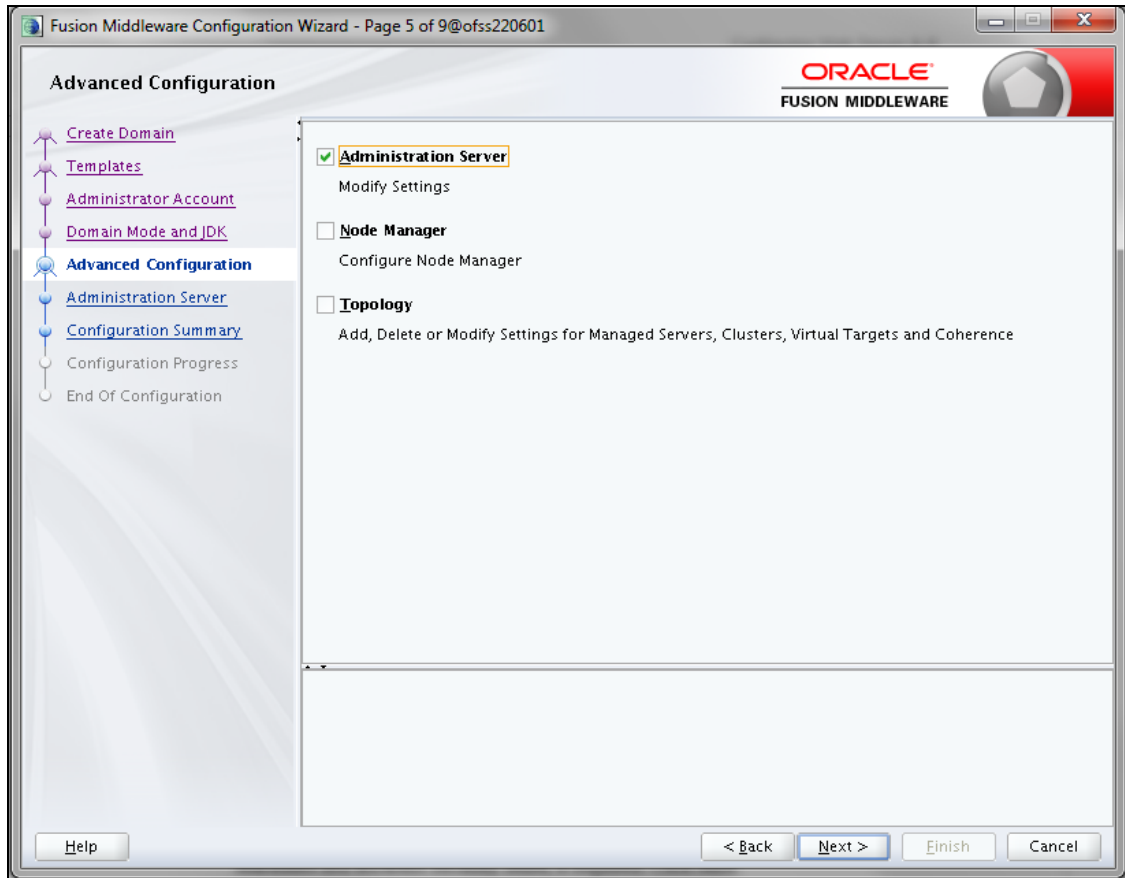 Fusion Middleware Configuration Wizard - Page 5 of 9@ofss220601
Advanced Configuration
ORACLE
FUSION MIDDLEWARE
Create Domain
Templates
Administrator Account
Domain Mode and JDK
Advanced Configuration
Administration Server
Configuration Summary
Configuration Progress
End Of Configuration
Administration Server
Modify Settings
Node Manager
Configure Node Manager
Topology
Add, Delete or Modify Settings for Managed Servers, Clusters, Virtual Targets and Coherence
Help
< Back
Next >
Finish
Cancel